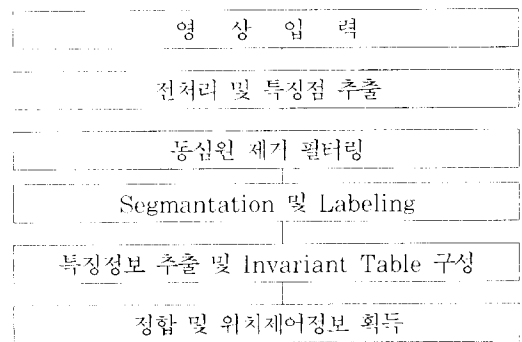 영 상 입 력
전처리 및 특징점 추출
동심원 제거 필터링
Segmantation 및 Labeling
특징정보 추출 및 Invariant Table 구성
정합 및 위치제어정보 획득